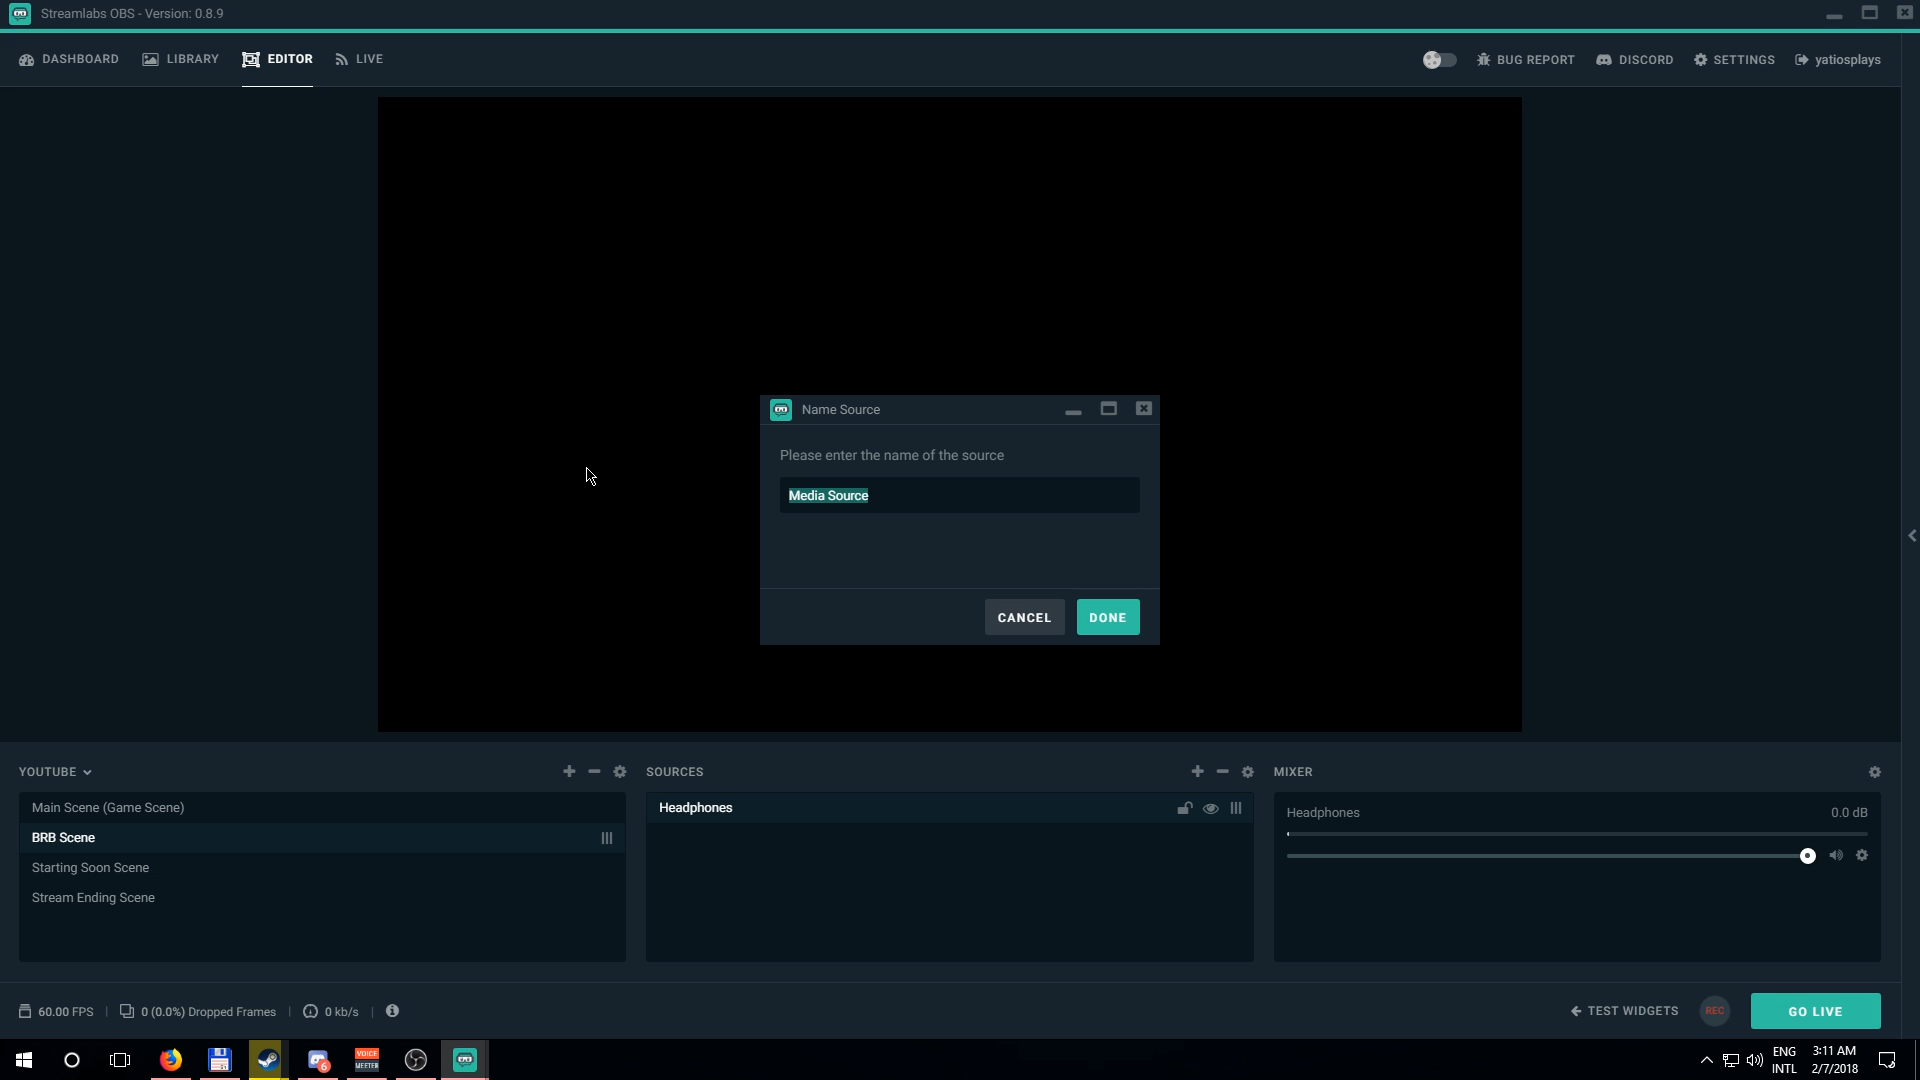 Streamlabs OBS - Version: 0.8.9
DASHBOARD LIBRARY EDITOR LIVE BUG REPORT DISCORD SETTINGS yatiosplays
Name Source
Please enter the name of the source
Media Source
CANCEL DONE
YOUTUBE SOURCES MIXER
Main Scene (Game Scene) Headphones Headphones 0.0 dB
BRB Scene
Starting Soon Scene
Stream Ending Scene
60.00 FPS 0 (0.0%) Dropped Frames 0 kb/s TEST WIDGETS REC GO LIVE
6 VOICE MEETER ENG 3:11 AM
INTL 2/7/2018